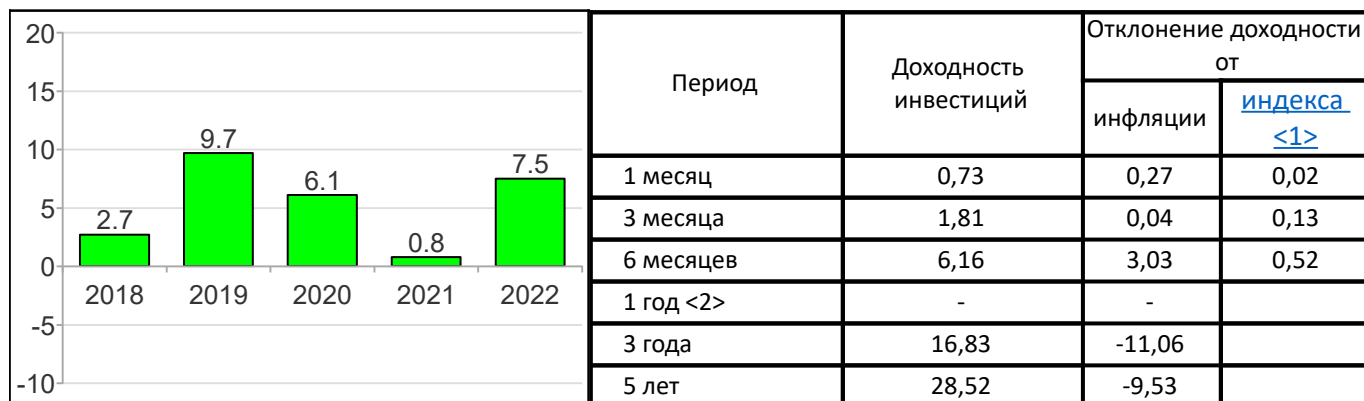 20
15
10
5
0
-5
-10
2.7
9.7
6.1
0.8
7.5
2018 2019 2020 2021 2022
Период
Доходность
инвестиций
Отклонение доходности
от
инфляции
индекса
<1>
1 месяц 0,73 0,27 0,02
3 месяца 1,81 0,04 0,13
6 месяцев 6,16 3,03 0,52
1 год <2> - -
3 года 16,83 -11,06
5 лет 28,52 -9,53